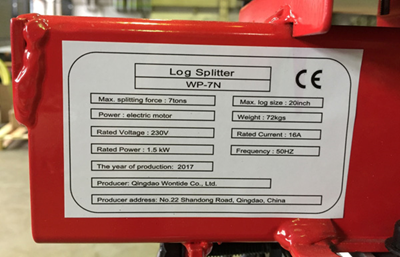 Log Splitter
WP-7N
CE
Max. splitting force : 7tons
Max. log size : 20inch
Power : electric motor
Weight : 72kgs
Rated Voltage : 230V
Rated Current : 16A
Rated Power : 1.5 kW
Frequency : 50HZ
The year of production: 2017
Producer: Qingdao Wontide Co., Ltd.
Producer address: No.22 Shandong Road, Qingdao, China